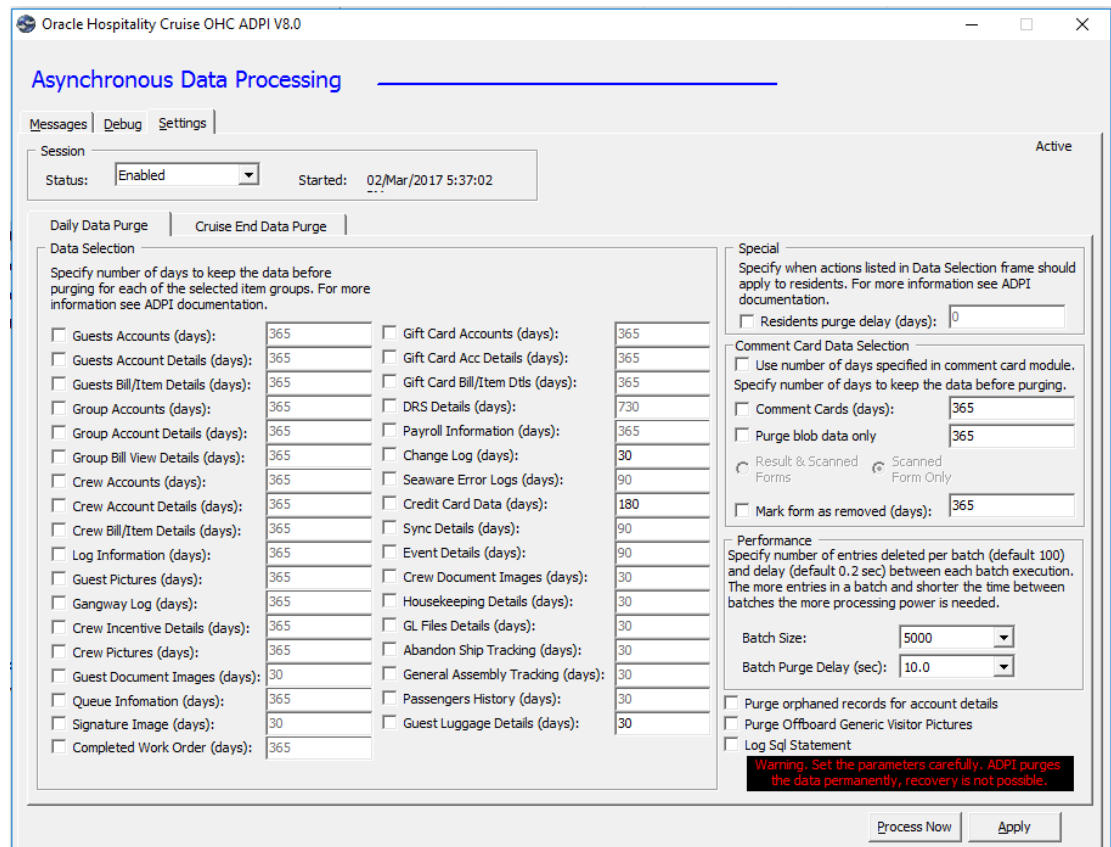 Oracle Hospitality Cruise OHC ADPI V8.0
Asynchronous Data Processing
Messages Debug Settings
Active
Session
Status: Enabled Started: 02/Mar/2017 5:37:02
Daily Data Purge Cruise End Data Purge
Data Selection
Specify number of days to keep the data before
purging for each of the selected item groups. For more
information see ADPI documentation.
Guests Accounts (days): 365
Guests Account Details (days): 365
Guests Bill/Item Details (days): 365
Group Accounts (days): 365
Group Account Details (days): 365
Group Bill View Details (days): 365
Crew Accounts (days): 365
Crew Account Details (days): 365
Crew Bill/Item Details (days): 365
Log Information (days): 365
Guest Pictures (days): 365
Gangway Log (days): 365
Crew Incentive Details (days): 365
Crew Pictures (days): 365
Guest Document Images (days): 30
Queue Infomation (days): 365
Signature Image (days): 30
Completed Work Order (days): 365
Gift Card Accounts (days): 365
Gift Card Acc Details (days): 365
Gift Card Bill/Item Dtls (days): 365
DRS Details (days): 730
Payroll Information (days): 365
Change Log (days): 30
Seaware Error Logs (days): 90
Credit Card Data (days): 180
Sync Details (days): 90
Event Details (days): 90
Crew Document Images (days): 30
Housekeeping Details (days): 30
GL Files Details (days): 30
Abandon Ship Tracking (days): 30
General Assembly Tracking (days): 30
Passengers History (days): 30
Guest Luggage Details (days): 30
Special
Specify when actions listed in Data Selection frame should
apply to residents. For more information see ADPI
documentation.
Residents purge delay (days): 0
Comment Card Data Selection
Use number of days specified in comment card module.
Specify number of days to keep the data before purging.
Comment Cards (days): 365
Purge blob data only 365
Result & Scanned Forms
Scanned Form Only
Mark form as removed (days): 365
Performance
Specify number of entries deleted per batch (default 100)
and delay (default 0.2 sec) between each batch execution.
The more entries in a batch and shorter the time between
batches the more processing power is needed.
Batch Size: 5000
Batch Purge Delay (sec): 10.0
Purge orphaned records for account details
Purge Offboard Generic Visitor Pictures
Log Sql Statement
Warning. Set the parameters carefully. ADPI purges
the data permanently, recovery is not possible.
Process Now Apply